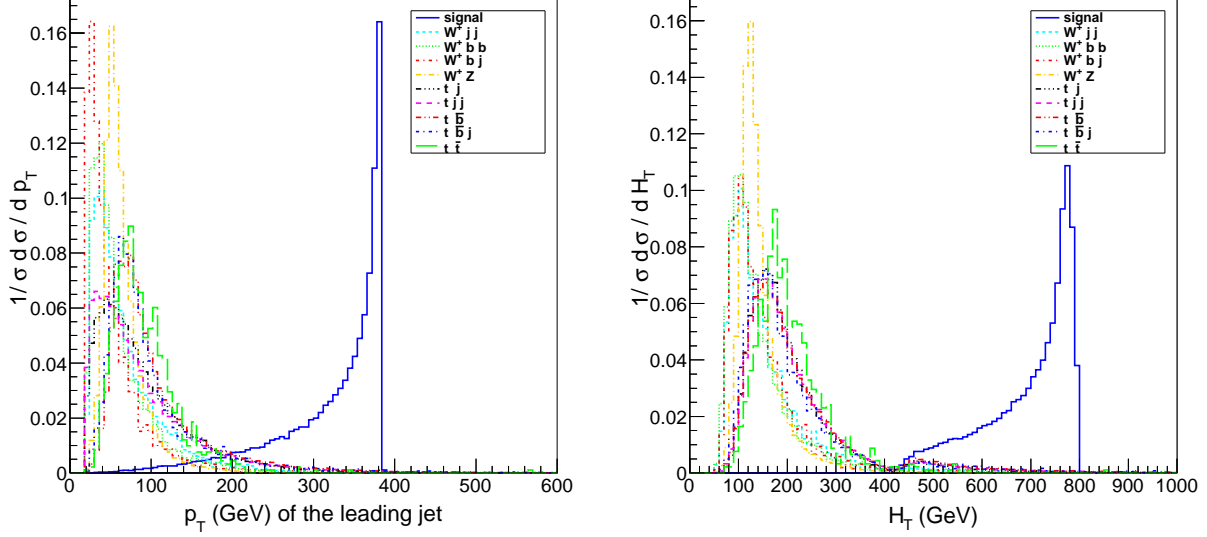 1/ σ d σ / d p_T
0.16
0.14
0.12
0.1
0.08
0.06
0.04
0.02
0
0 100 200 300 400 500 600
p_T (GeV) of the leading jet
signal
W⁺ j j
W⁺ b b
W⁺ b j
W⁺ Z
t j
t j j
t b̄
t b̄ j
t t̄
1/ σ d σ / d H_T
0.16
0.14
0.12
0.1
0.08
0.06
0.04
0.02
0
0 100 200 300 400 500 600 700 800 900 1000
H_T (GeV)
signal
W⁺ j j
W⁺ b b
W⁺ b j
W⁺ Z
t j
t j j
t b̄
t b̄ j
t t̄